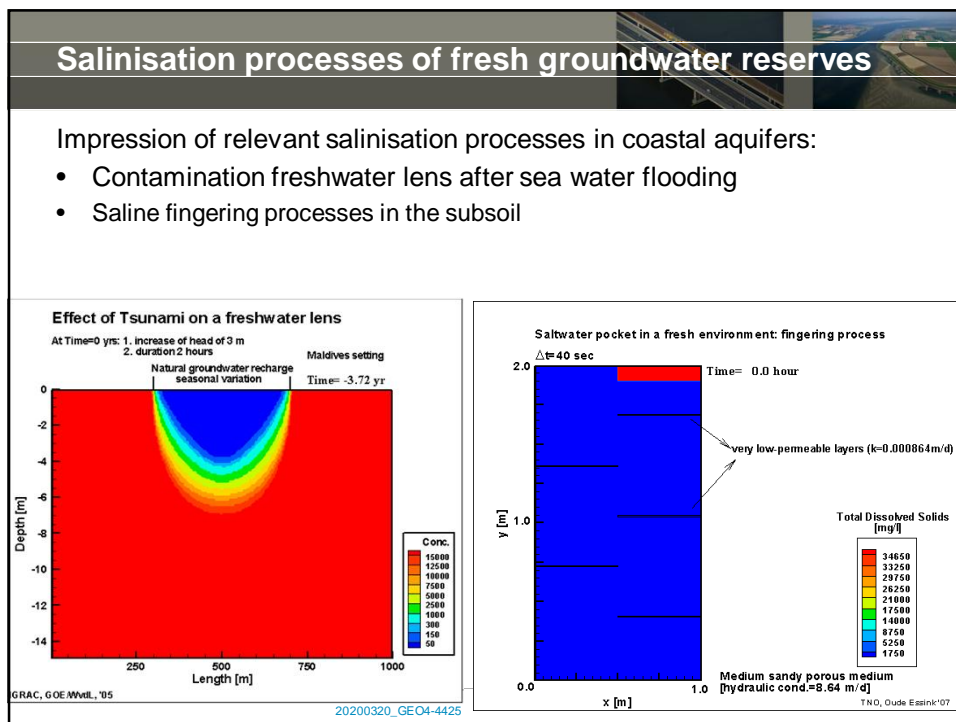 Salinisation processes of fresh groundwater reserves
Impression of relevant salinisation processes in coastal aquifers:
• Contamination freshwater lens after sea water flooding
• Saline fingering processes in the subsoil
Effect of Tsunami on a freshwater lens
At Time=0 yrs: 1. increase of head of 3 m
2. duration 2 hours
Maldives setting
Natural groundwater recharge
seasonal variation
Time= -3.72 yr
0
-2
-4
-6
-8
-10
-12
-14
Depth [m]
250 500 750 1000
Length [m]
Conc.
15000
12500
10000
7500
5000
2500
1000
300
150
50
IGRAC, GOE/WvdL, '05
20200320_GEO4-4425
Saltwater pocket in a fresh environment: fingering process
Δt=40 sec
2.0
Time= 0.0 hour
very low-permeable layers (k=0.000864m/d)
1.0
y [m]
0.0
1.0
x [m]
Total Dissolved Solids
[mg/l]
34650
33250
29750
26250
21000
17500
14000
8750
5250
1750
Medium sandy porous medium
[hydraulic cond.=8.64 m/d]
TNO, Oude Essink'07